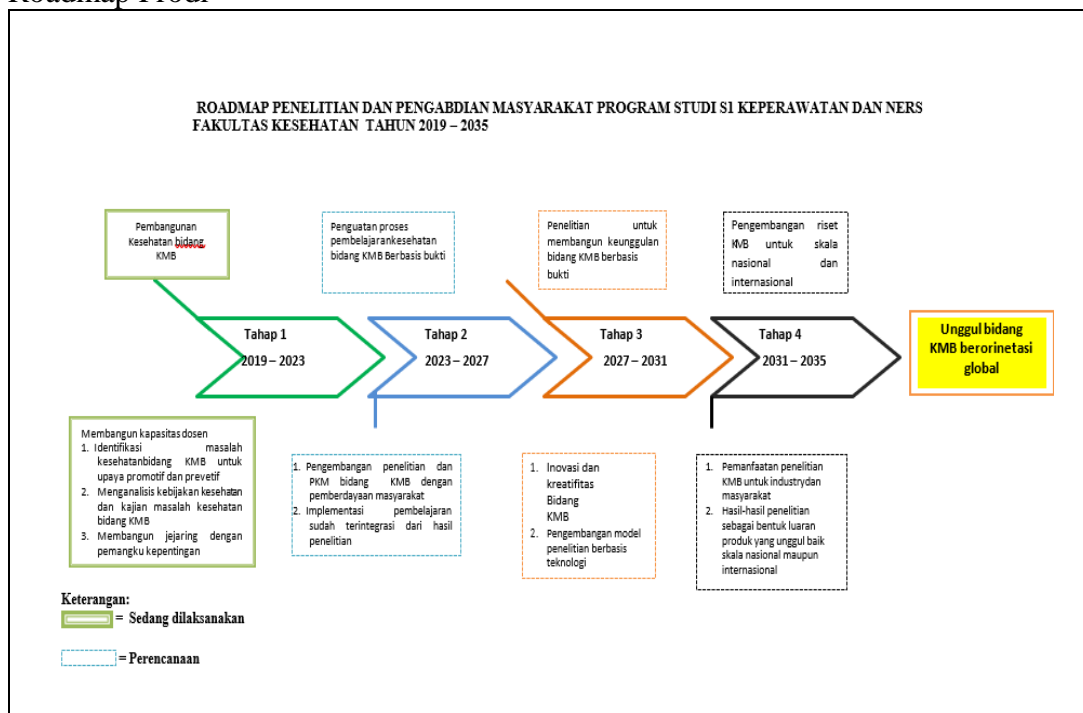 Roadmap Prodi
ROADMAP PENELITIAN DAN PENGABDIAN MASYARAKAT PROGRAM STUDI S1 KEPERAWATAN DAN NERS
FAKULTAS KESEHATAN TAHUN 2019 – 2035
Pembangunan
Kesehatan bidang
KMB
Penguatan proses
pembelajarankesehatan
bidang KMB Berbasis bukti
Penelitian untuk
membangun keunggulan
bidang KMB berbasis
bukti
Pengembangan riset
KMB untuk skala
nasional dan
internasional
Tahap 1
2019 – 2023
Tahap 2
2023 – 2027
Tahap 3
2027 – 2031
Tahap 4
2031 – 2035
Unggul bidang
KMB berorinetasi
global
Membangun kapasitas dosen
1. Identifikasi masalah
kesehatanbidang KMB untuk
upaya promotif dan prevetif
2. Menganalisis kebijakan kesehatan
dan kajian masalah kesehatan
bidang KMB
3. Membangun jejaring dengan
pemangku kepentingan
1. Pengembangan penelitian dan
PKM bidang KMB dengan
pemberdayaan masyarakat
2. Implementasi pembelajaran
sudah terintegrasi dari hasil
penelitian
1. Inovasi dan
kreatifitas
Bidang
KMB
2. Pengembangan model
penelitian berbasis
teknologi
1. Pemanfaatan penelitian
KMB untuk industrydan
masyarakat
2. Hasil-hasil penelitian
sebagai bentuk luaran
produk yang unggul baik
skala nasional maupun
internasional
Keterangan:
= Sedang dilaksanakan
= Perencanaan